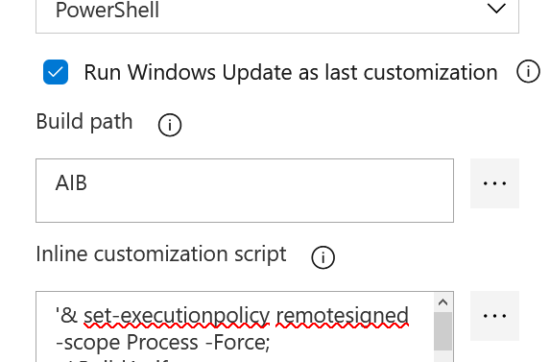 PowerShell
Run Windows Update as last customization
Build path
AIB
Inline customization script
'& set-executionpolicy remotesigned
-scope Process -Force;